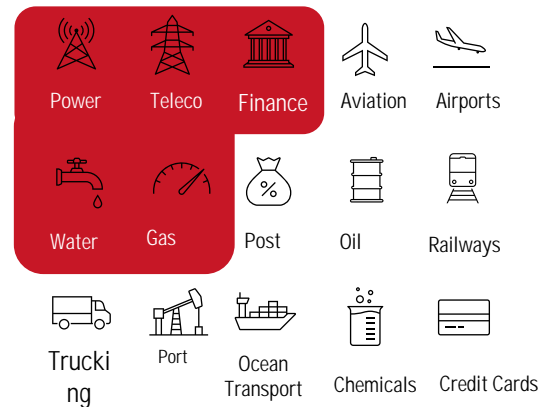 Power
Teleco
Finance
Aviation
Airports
Water
Gas
Post
Oil
Railways
Trucki
ng
Port
Ocean
Transport
Chemicals
Credit Cards